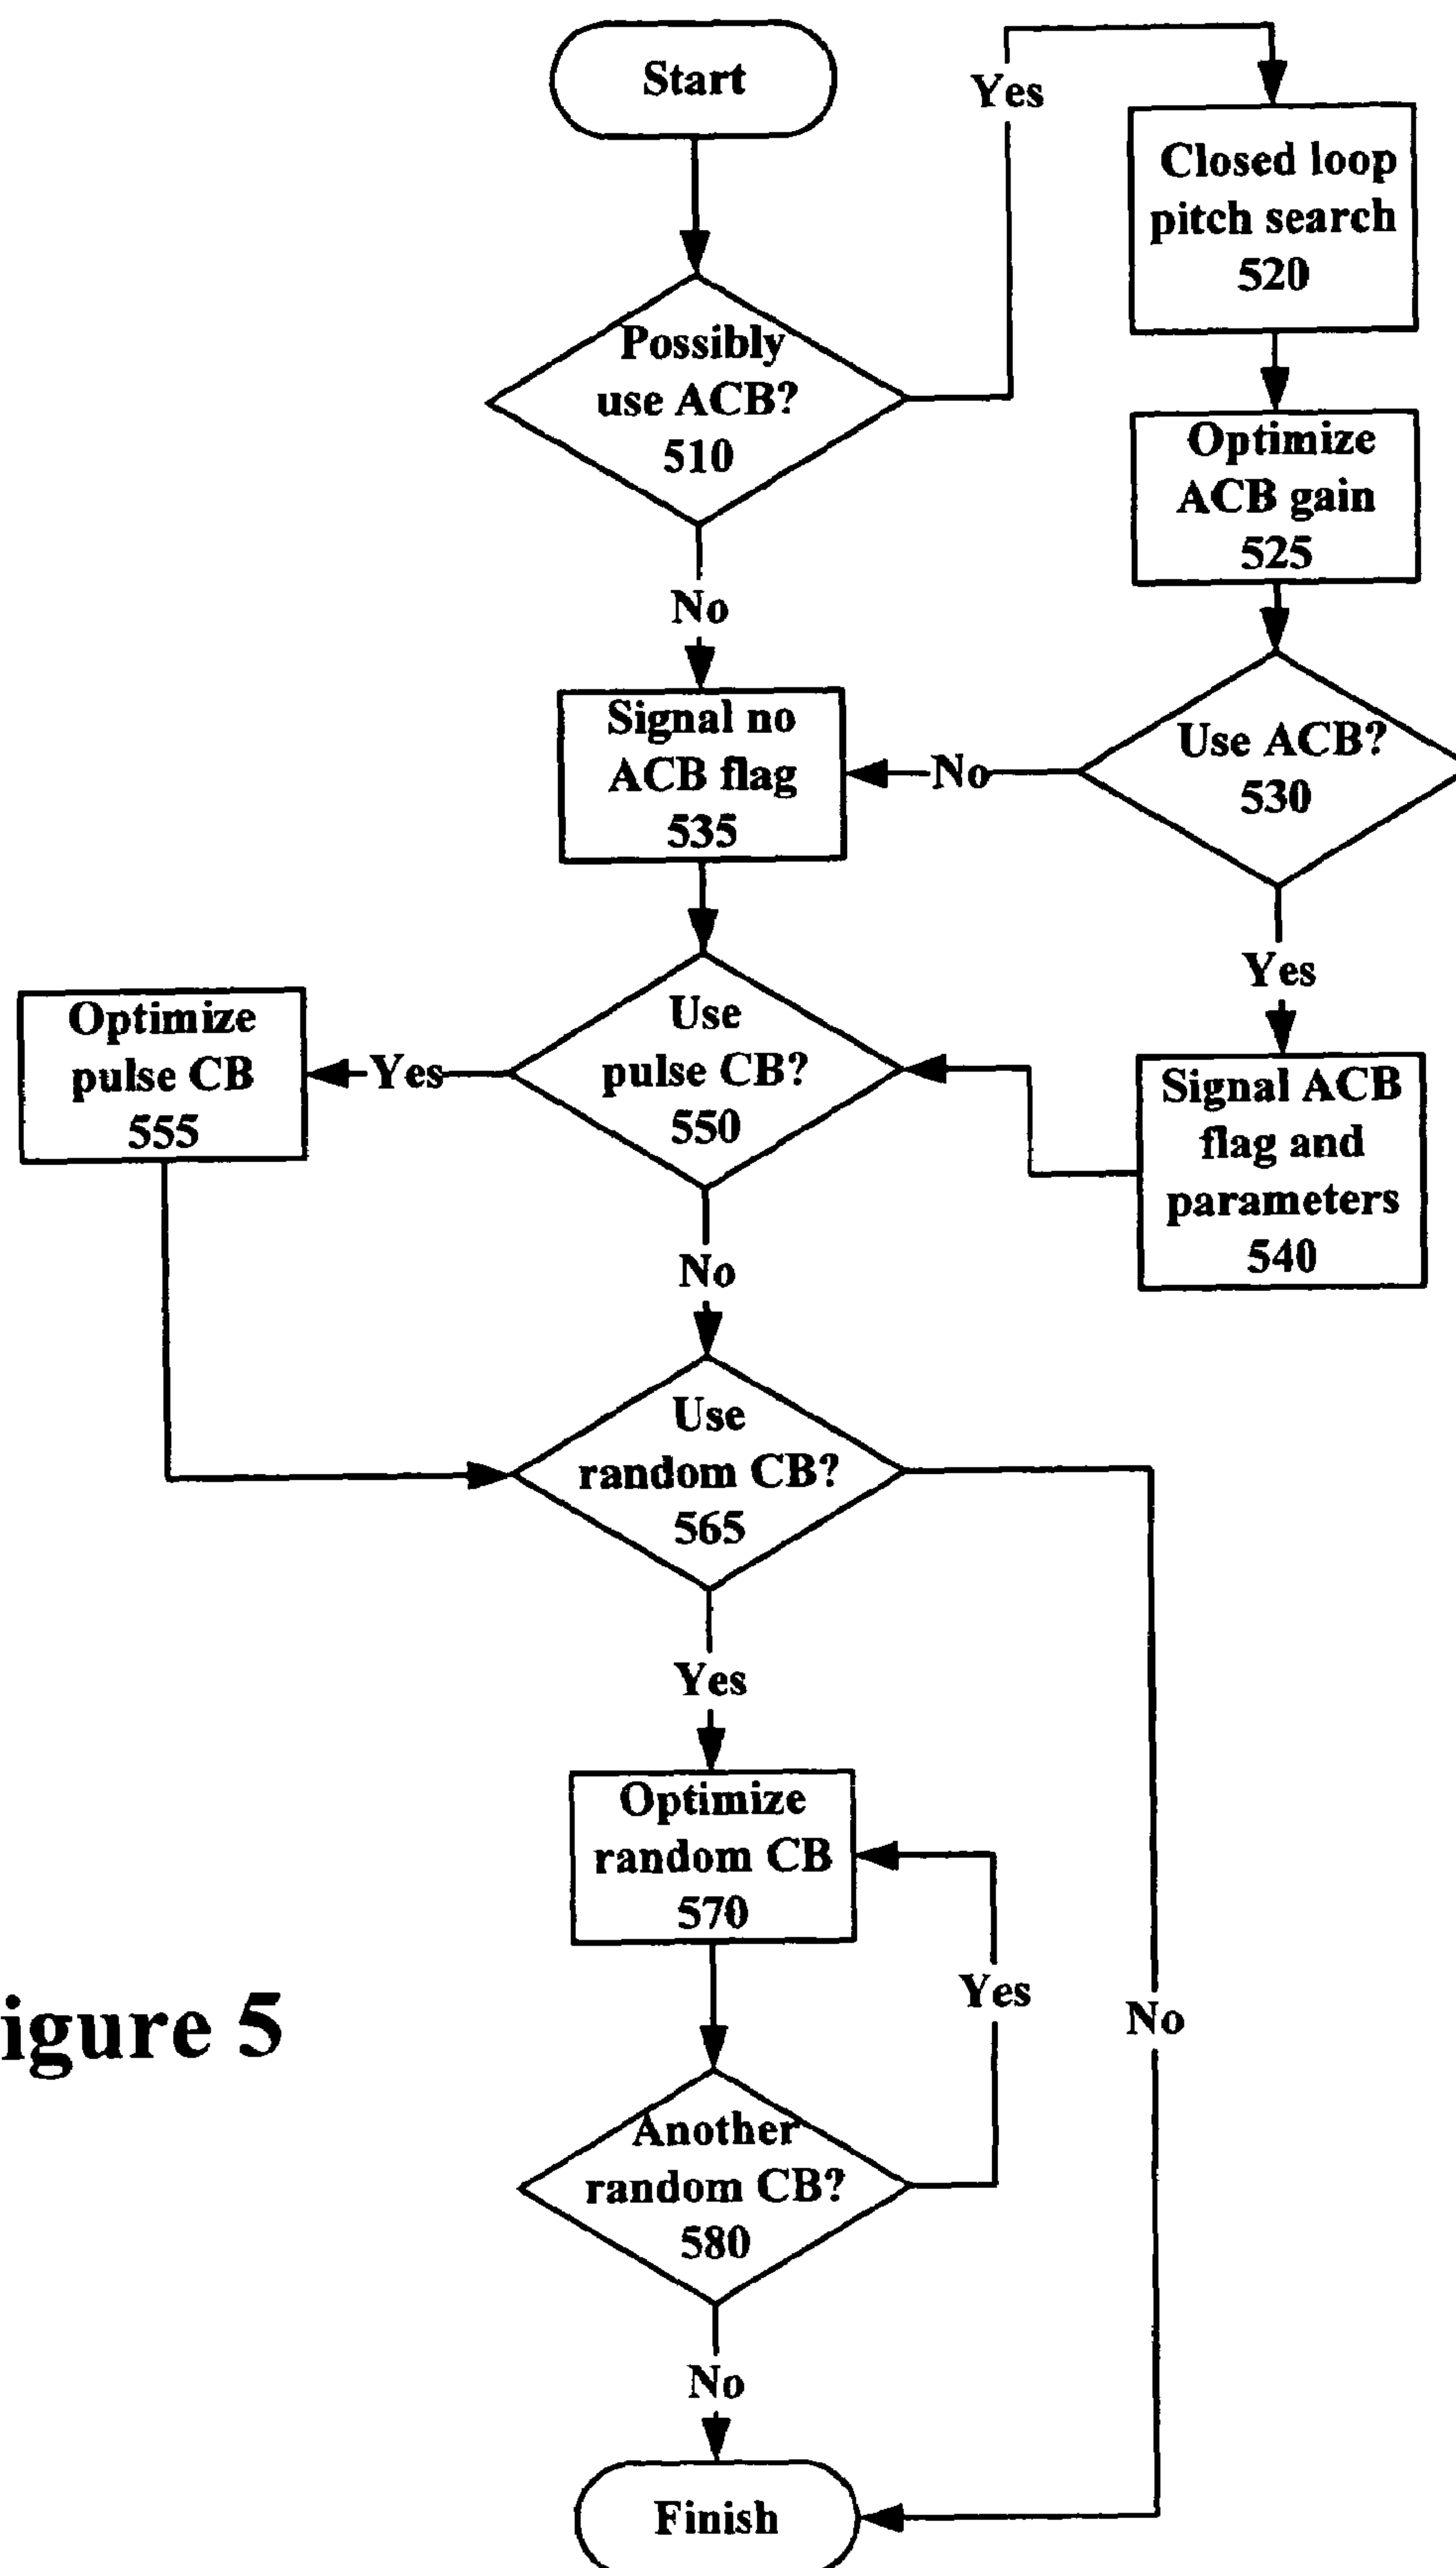 Start
Yes
Closed loop
pitch search
520
Possibly
use ACB?
510
Optimize
ACB gain
525
No
Signal no
ACB flag
535
No
Use ACB?
530
Yes
Optimize
pulse CB
555
Yes
Use
pulse CB?
550
Signal ACB
flag and
parameters
540
No
Use
random CB?
565
Yes
Optimize
random CB
570
Yes
No
igure 5
Another
random CB?
580
No
Finish